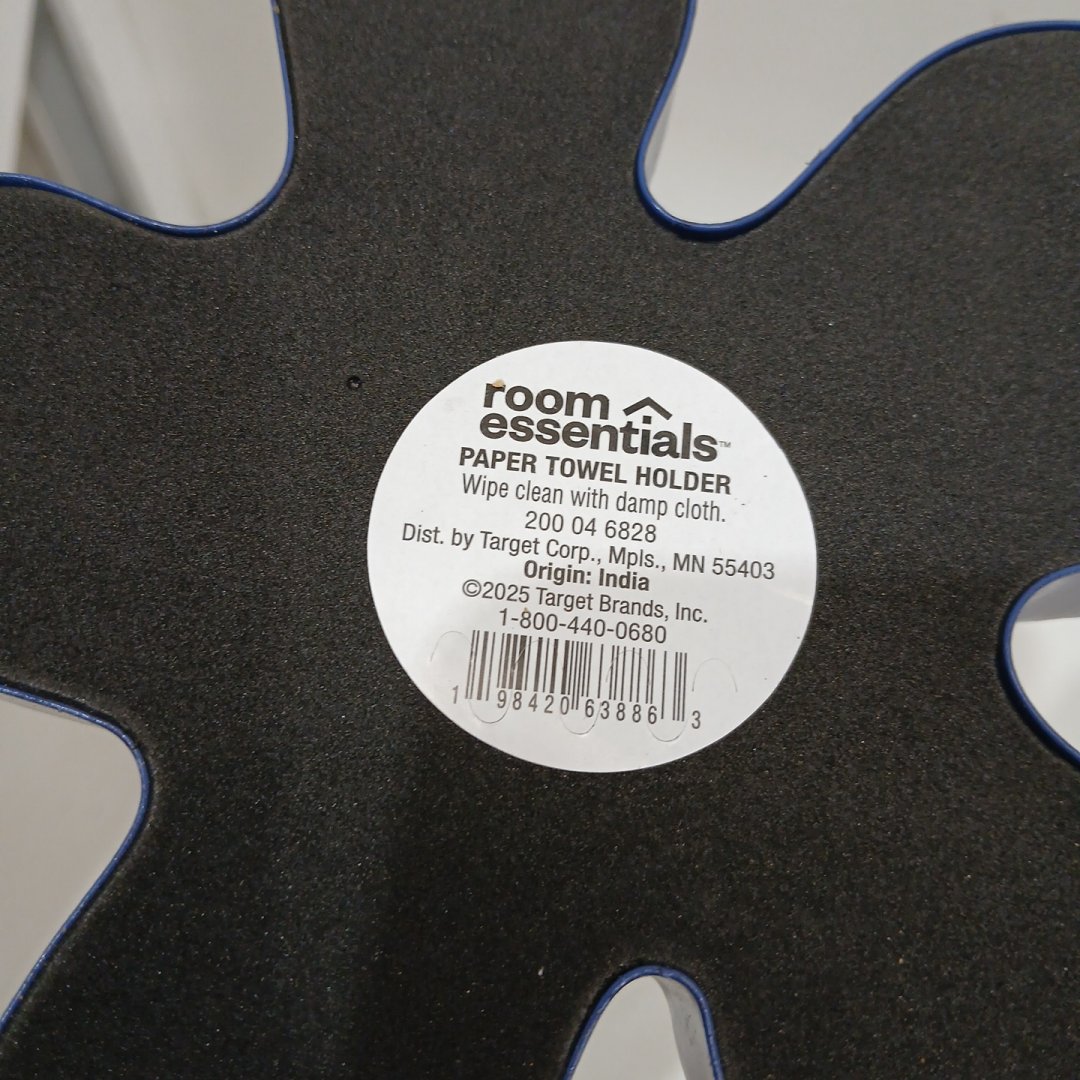 room
essentials™
PAPER TOWEL HOLDER
Wipe clean with damp cloth.
200 04 6828
Dist. by Target Corp., Mpls., MN 55403
Origin: India
©2025 Target Brands, Inc.
1-800-440-0680
1 98420 63886 3